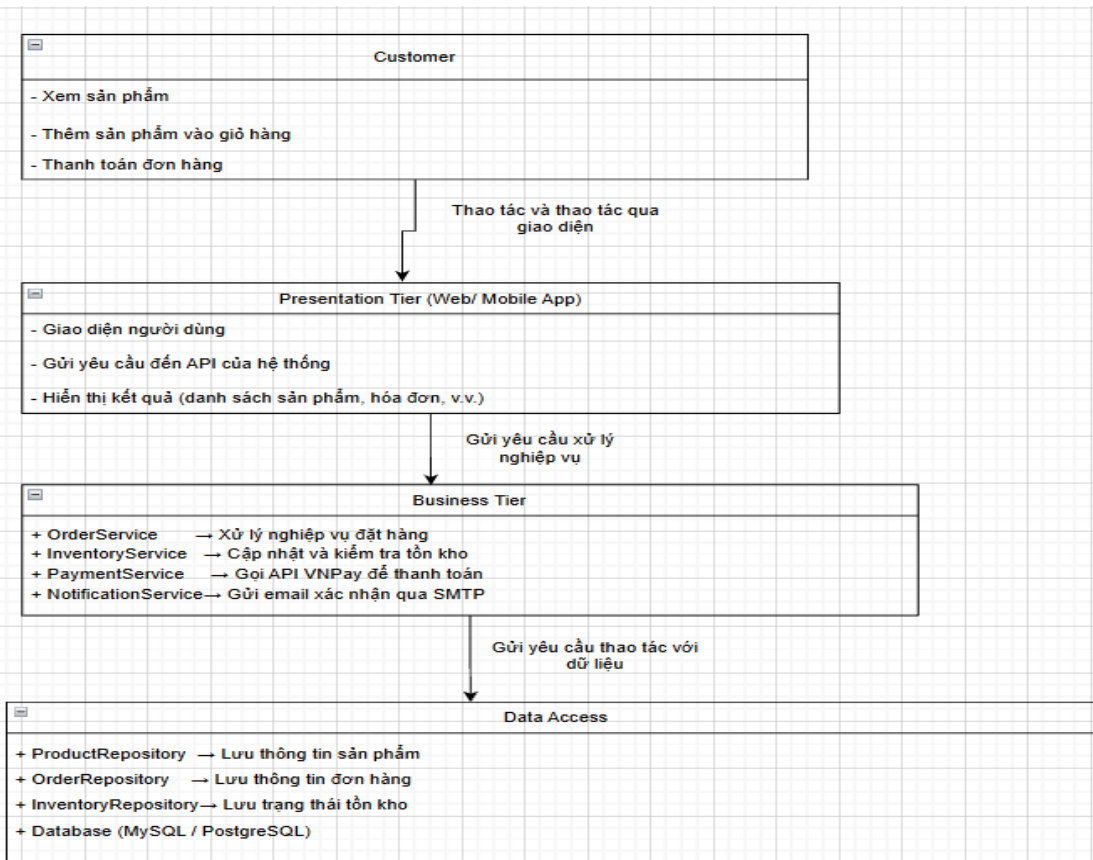 Customer
- Xem sản phẩm
- Thêm sản phẩm vào giỏ hàng
- Thanh toán đơn hàng
Thao tác và thao tác qua
giao diện
Presentation Tier (Web/ Mobile App)
- Giao diện người dùng
- Gửi yêu cầu đến API của hệ thống
- Hiển thị kết quả (danh sách sản phẩm, hóa đơn, v.v.)
Gửi yêu cầu xử lý
nghiệp vụ
Business Tier
+ OrderService → Xử lý nghiệp vụ đặt hàng
+ InventoryService → Cập nhật và kiểm tra tồn kho
+ PaymentService → Gọi API VNPay để thanh toán
+ NotificationService→ Gửi email xác nhận qua SMTP
Gửi yêu cầu thao tác với
dữ liệu
Data Access
+ ProductRepository → Lưu thông tin sản phẩm
+ OrderRepository → Lưu thông tin đơn hàng
+ InventoryRepository→ Lưu trạng thái tồn kho
+ Database (MySQL / PostgreSQL)